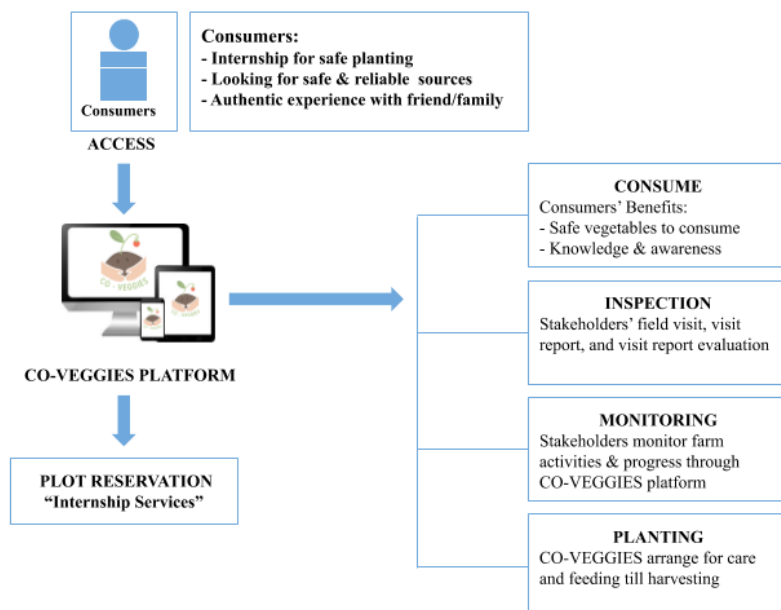 Consumers
ACCESS
Consumers:
- Internship for safe planting
- Looking for safe & reliable sources
- Authentic experience with friend/family
CO - VEGGIES
CO-VEGGIES PLATFORM
PLOT RESERVATION
“Internship Services”
CONSUME
Consumers’ Benefits:
- Safe vegetables to consume
- Knowledge & awareness
INSPECTION
Stakeholders’ field visit, visit
report, and visit report evaluation
MONITORING
Stakeholders monitor farm
activities & progress through
CO-VEGGIES platform
PLANTING
CO-VEGGIES arrange for care
and feeding till harvesting